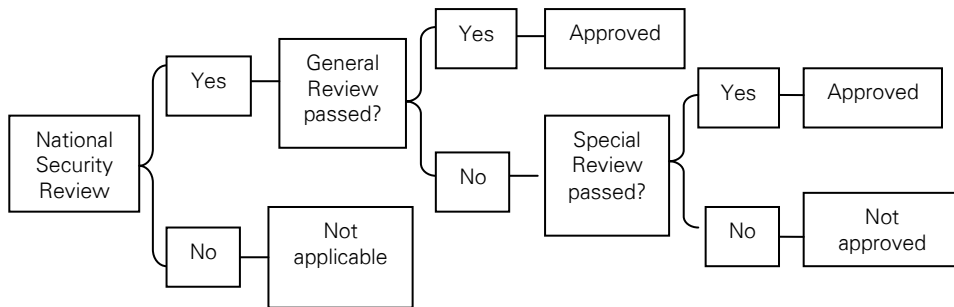 National
Security
Review
Yes
General
Review
passed?
Yes
Approved
No
Special
Review
passed?
Yes
Approved
No
Not
approved
No
Not
applicable